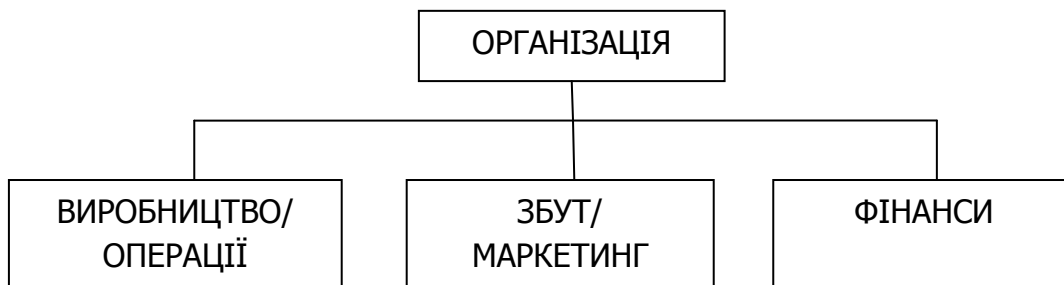 ОРГАНІЗАЦІЯ
ВИРОБНИЦТВО/
ОПЕРАЦІЇ
ЗБУТ/
МАРКЕТИНГ
ФІНАНСИ